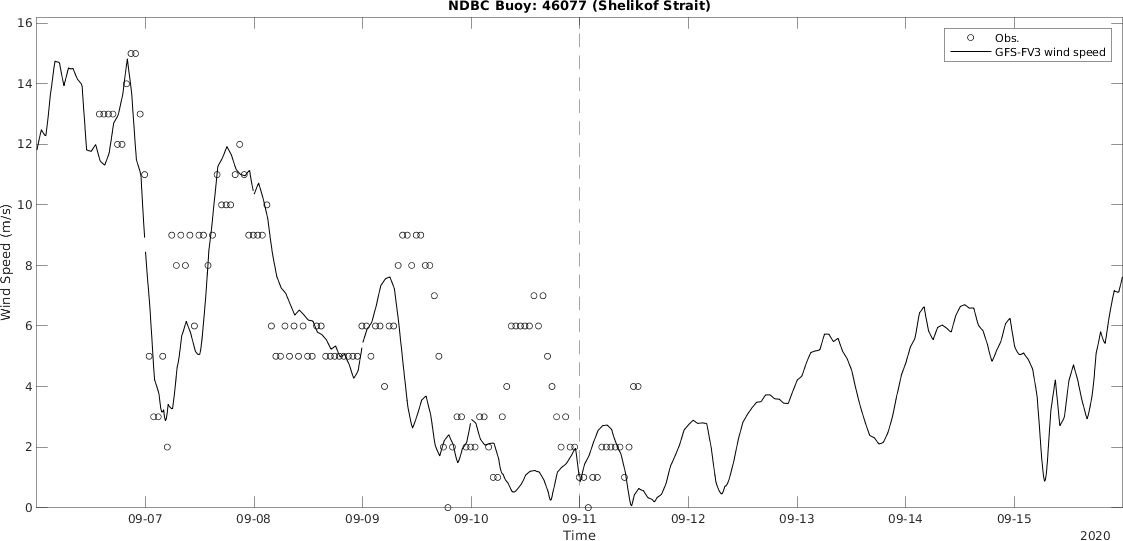 NDBC Buoy: 46077 (Shelikof Strait)
Obs.
GFS-FV3 wind speed
Wind Speed (m/s)
16
14
12
10
8
6
4
2
0
09-07 09-08 09-09 09-10 09-11 09-12 09-13 09-14 09-15
Time
2020